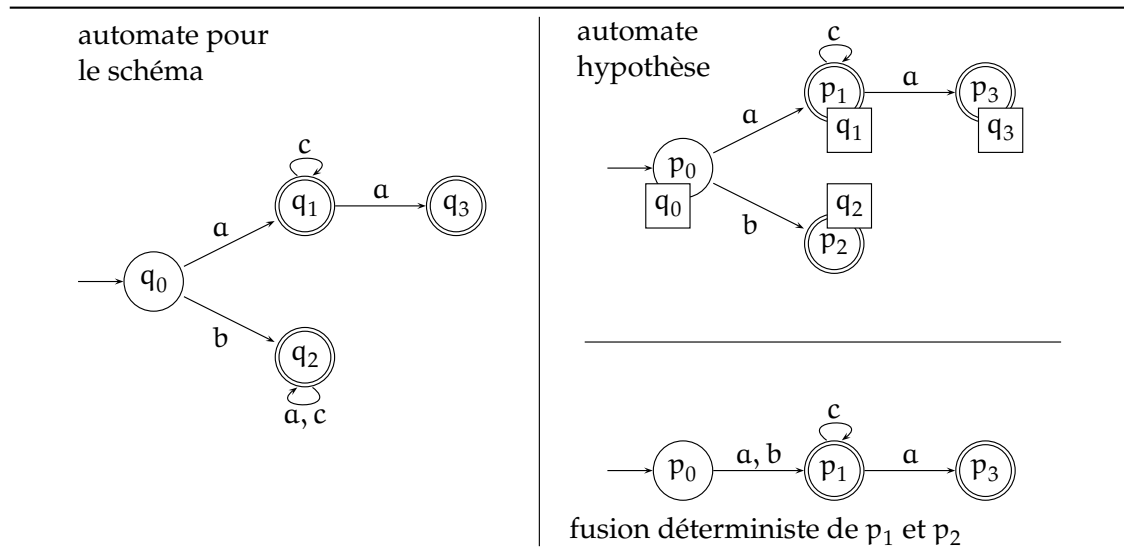 automate pour
le schéma
c
q1
a
q3
a
q0
b
q2
a, c
automate
hypothèse
c
p1
a
p3
q1
q3
a
p0
q0
b
q2
p2
c
p0
a, b
p1
a
p3
fusion déterministe de p1 et p2